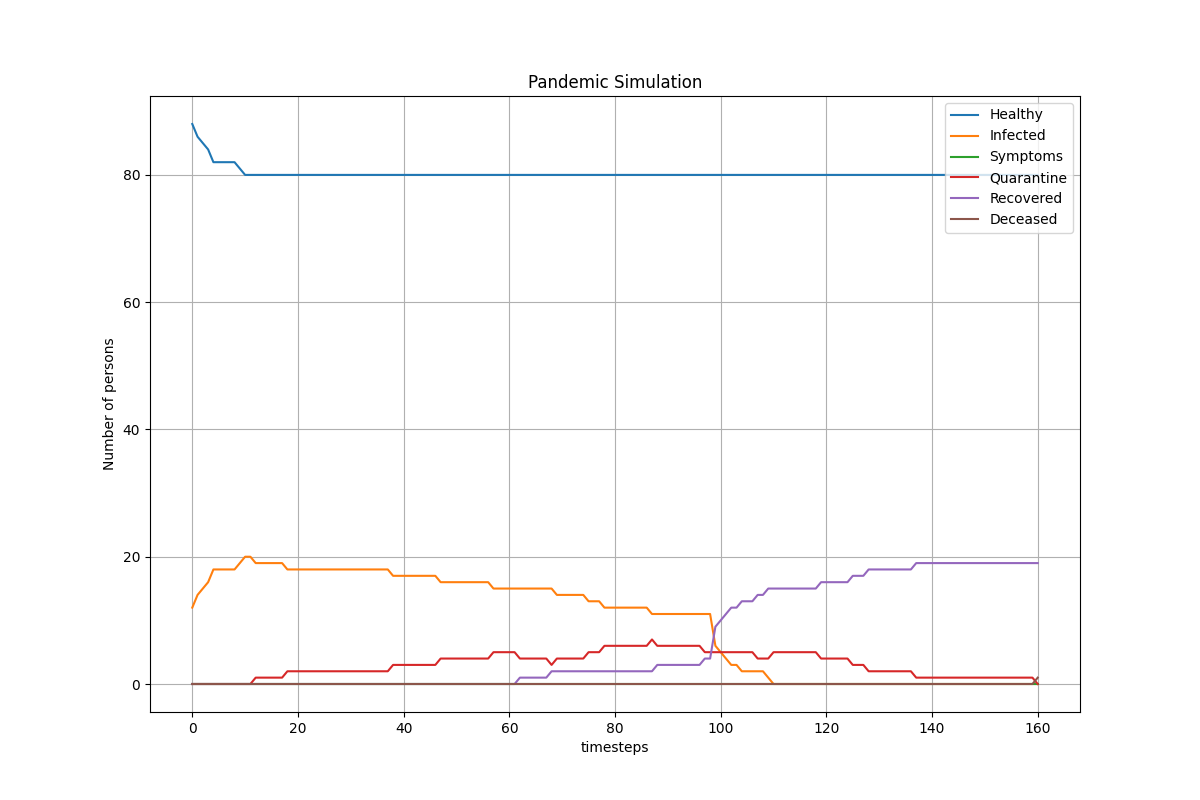 Pandemic Simulation
Healthy
Infected
Symptoms
Quarantine
Recovered
Deceased
Number of persons
80
60
40
20
0
0 20 40 60 80 100 120 140 160
timesteps